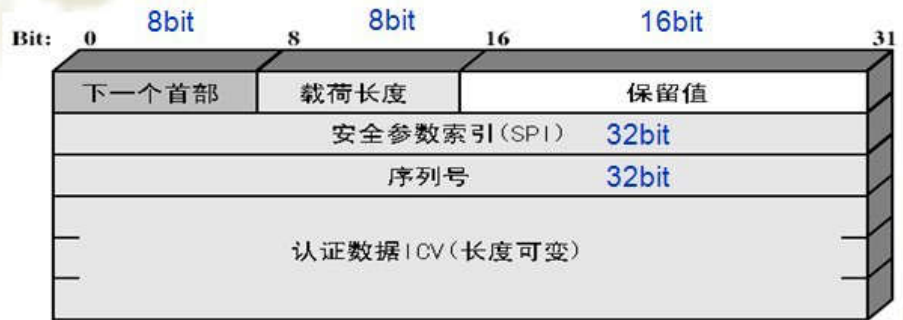 8bit 8bit 16bit
Bit: 0 8 16 31
下一个首部 载荷长度 保留值
安全参数索引(SPI) 32bit
序列号 32bit
认证数据ICV(长度可变)